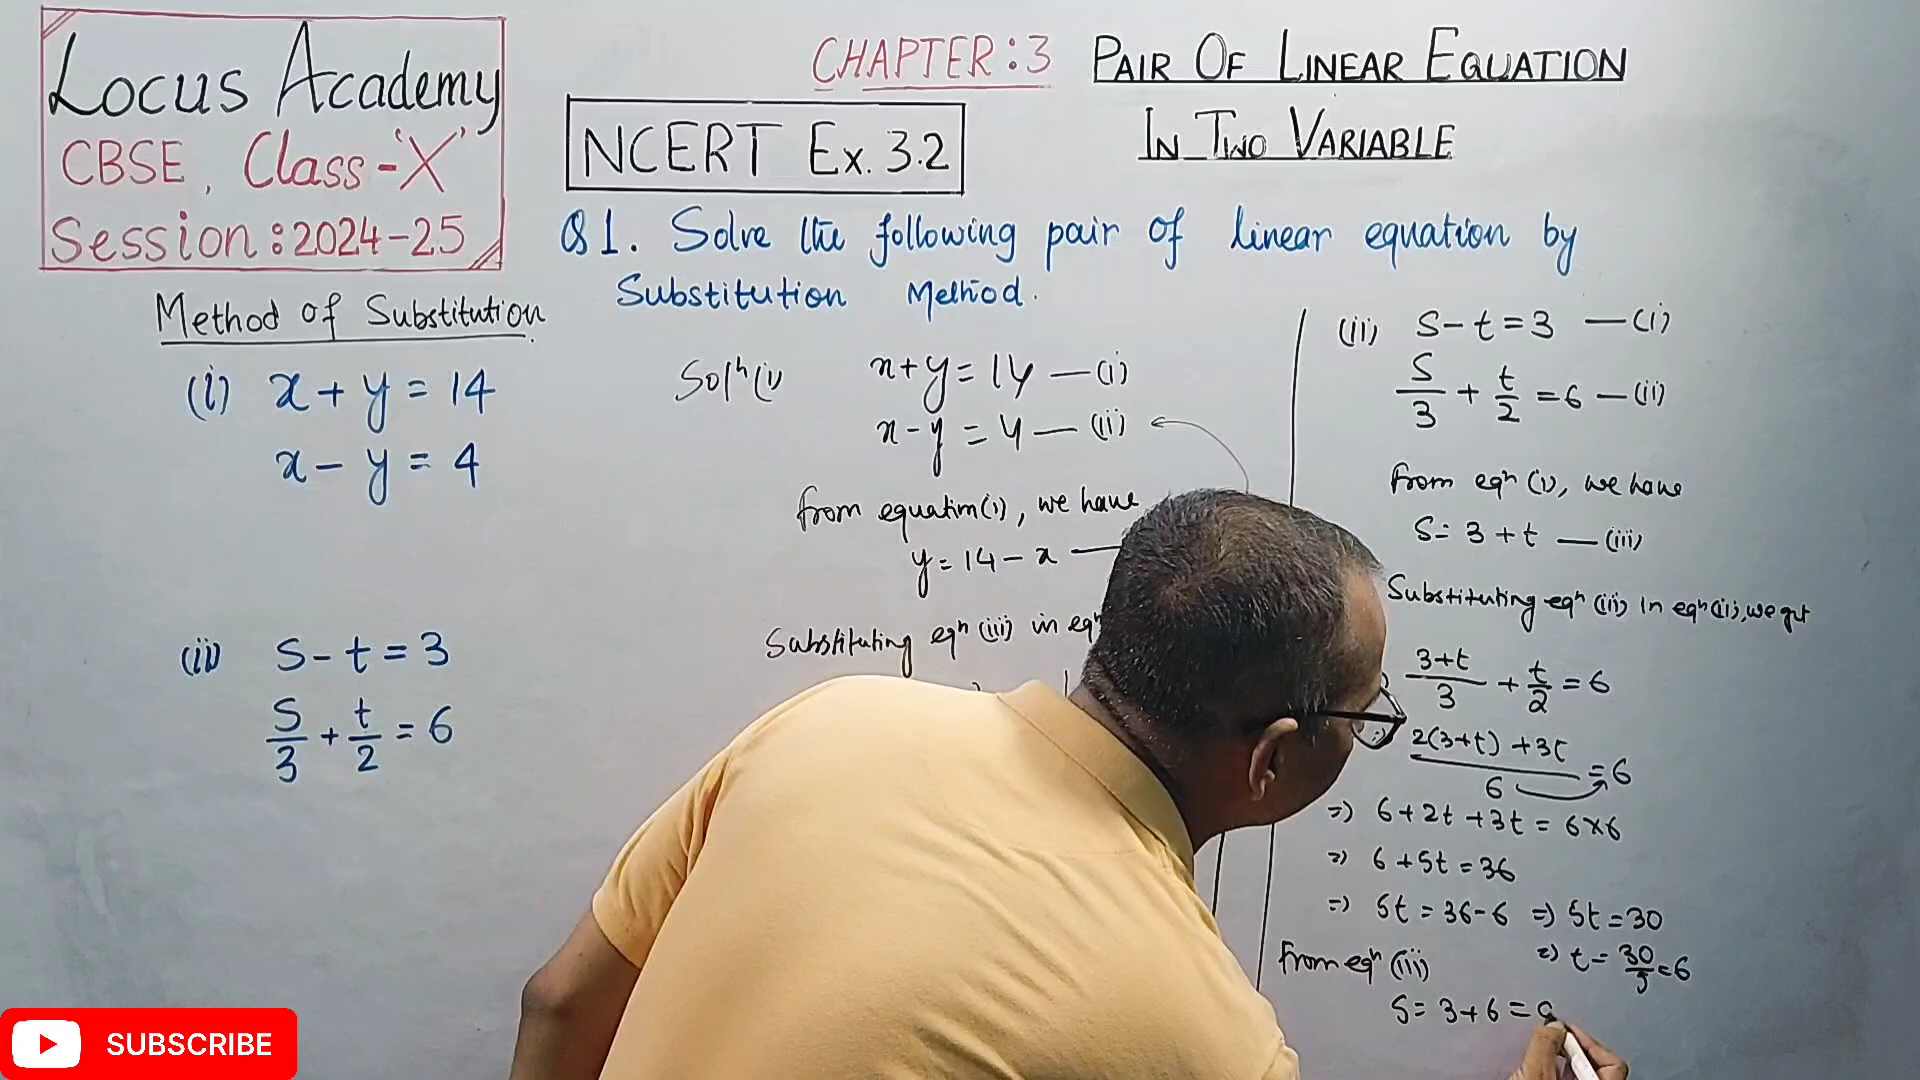 Locus Academy
CBSE, Class-'X'
Session:2024-25
CHAPTER:3 PAIR OF LINEAR EQUATION
IN TWO VARIABLE
NCERT Ex. 3.2
Q1. Solve the following pair of linear equation by
Substitution Method.
Method of Substitution
(i) x + y = 14
x - y = 4
(ii) S - t = 3
S/3 + t/2 = 6
Solⁿ(i)
x+y = 14 —(i)
x-y = 4 —(ii)
from equation(i), we have
y = 14 - x —
Substituting eqⁿ (iii) in eqⁿ
(ii) S - t = 3 —(i)
S/3 + t/2 = 6 —(ii)
from eqⁿ (i), we have
S = 3 + t —(iii)
Substituting eqⁿ (iii) in eqⁿ(ii), we get
3+t/3 + t/2 = 6
2(3+t) + 3t/6 = 6
=) 6 + 2t + 3t = 6x6
=) 6 + 5t = 36
=) 5t = 36-6 =) 5t = 30
=) t = 30/5 = 6
from eqⁿ (iii)
S = 3+6 =
SUBSCRIBE